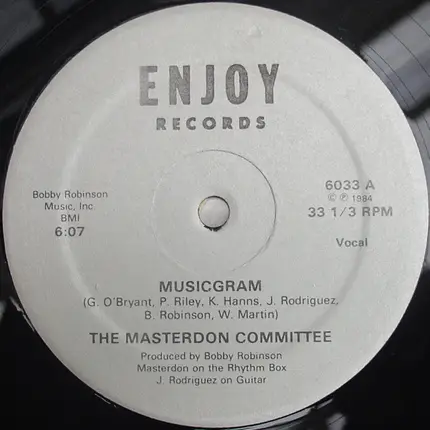 ENJOY
RECORDS
Bobby Robinson
Music, Inc.
BMI
6:07
6033 A
© ℗ 1984
33 1/3 RPM
Vocal
MUSICGRAM
(G. O'Bryant, P. Riley, K. Hanns, J. Rodriguez,
B. Robinson, W. Martin)
THE MASTERDON COMMITTEE
Produced by Bobby Robinson
Masterdon on the Rhythm Box
J. Rodriguez on Guitar